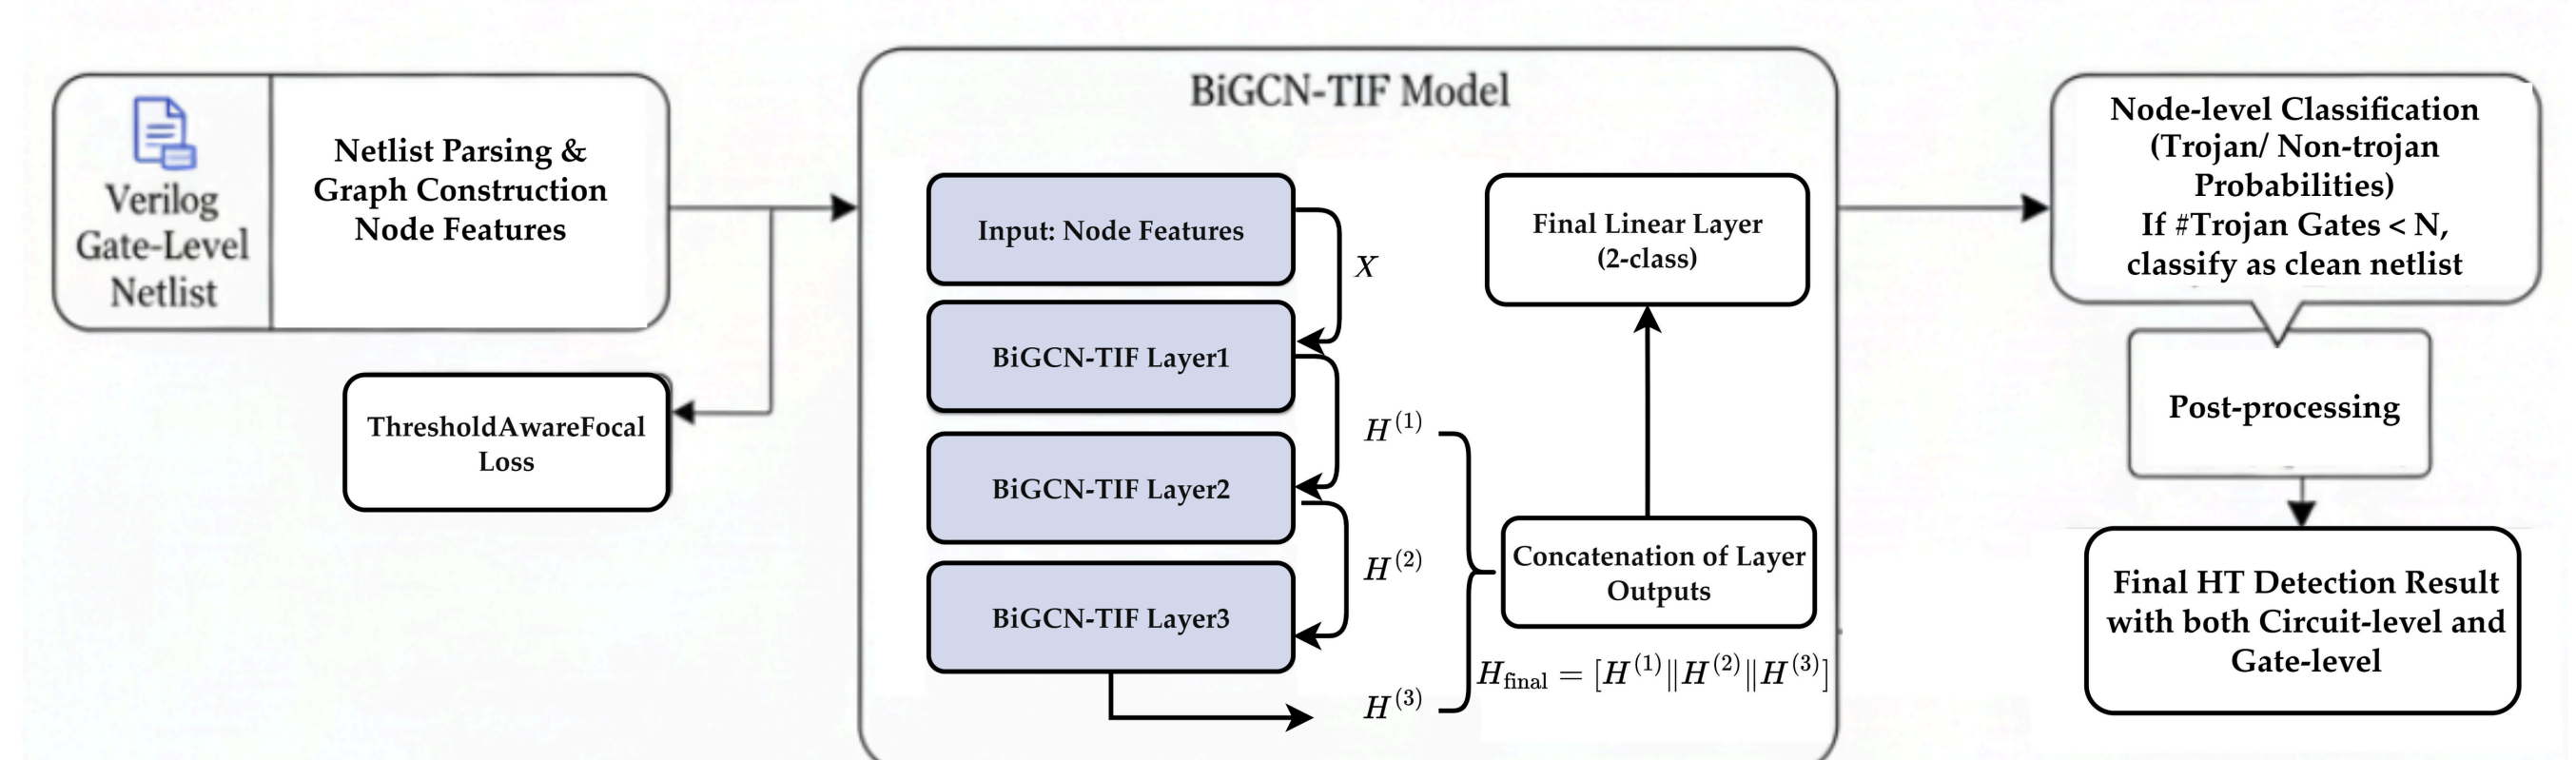 Verilog
Gate-Level
Netlist
Netlist Parsing &
Graph Construction
Node Features
ThresholdAwareFocal
Loss
BiGCN-TIF Model
Input: Node Features
X
BiGCN-TIF Layer1
H^(1)
BiGCN-TIF Layer2
H^(2)
BiGCN-TIF Layer3
H^(3)
Final Linear Layer
(2-class)
Concatenation of Layer
Outputs
H_final = [H^(1)||H^(2)||H^(3)]
Node-level Classification
(Trojan/ Non-trojan
Probabilities)
If #Trojan Gates < N,
classify as clean netlist
Post-processing
Final HT Detection Result
with both Circuit-level and
Gate-level